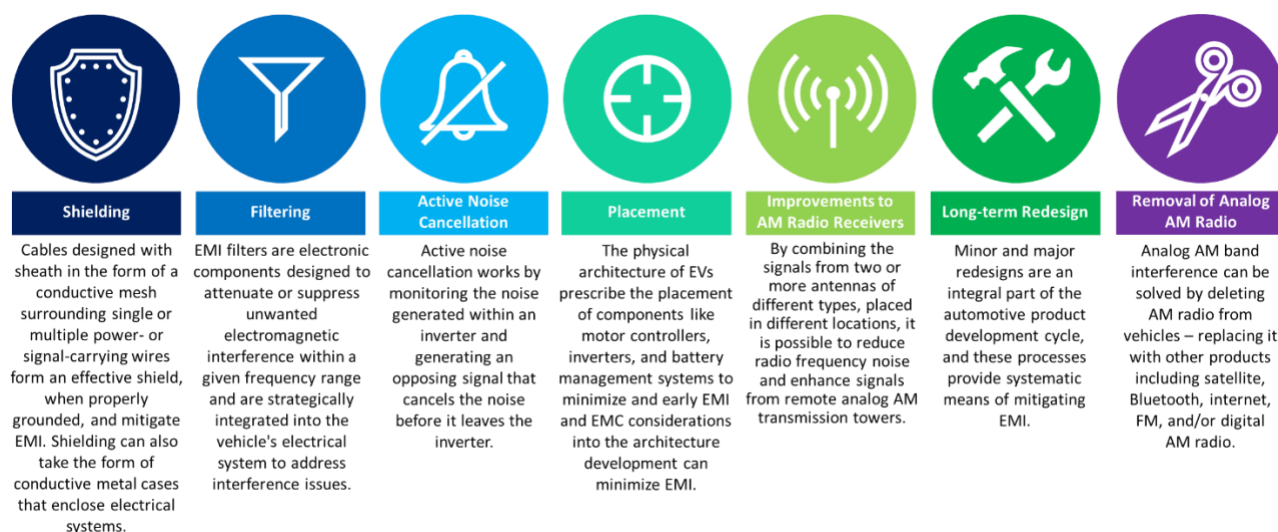 Shielding
Cables designed with
sheath in the form of a
conductive mesh
surrounding single or
multiple power- or
signal-carrying wires
form an effective shield,
when properly
grounded, and mitigate
EMI. Shielding can also
take the form of
conductive metal cases
that enclose electrical
systems.
Filtering
EMI filters are electronic
components designed to
attenuate or suppress
unwanted
electromagnetic
interference within a
given frequency range
and are strategically
integrated into the
vehicle's electrical
system to address
interference issues.
Active Noise
Cancellation
Active noise
cancellation works by
monitoring the noise
generated within an
inverter and
generating an
opposing signal that
cancels the noise
before it leaves the
inverter.
Placement
The physical
architecture of EVs
prescribe the placement
of components like
motor controllers,
inverters, and battery
management systems to
minimize and early EMI
and EMC considerations
into the architecture
development can
minimize EMI.
Improvements to
AM Radio Receivers
By combining the
signals from two or
more antennas of
different types, placed
in different locations, it
is possible to reduce
radio frequency noise
and enhance signals
from remote analog AM
transmission towers.
Long-term Redesign
Minor and major
redesigns are an
integral part of the
automotive product
development cycle,
and these processes
provide systematic
means of mitigating
EMI.
Removal of Analog
AM Radio
Analog AM band
interference can be
solved by deleting
AM radio from
vehicles – replacing it
with other products
including satellite,
Bluetooth, internet,
FM, and/or digital
AM radio.